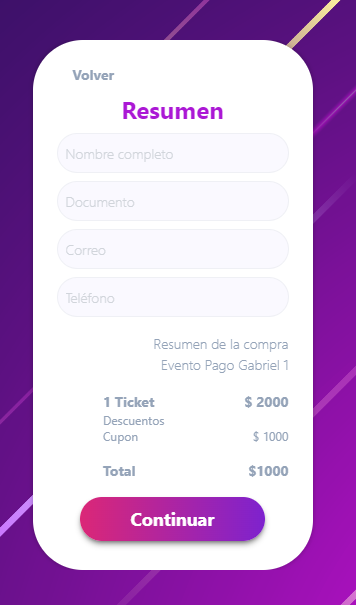 Volver
Resumen
Nombre completo
Documento
Correo
Teléfono
Resumen de la compra
Evento Pago Gabriel 1
1 Ticket $ 2000
Descuentos
Cupon $ 1000
Total $1000
Continuar